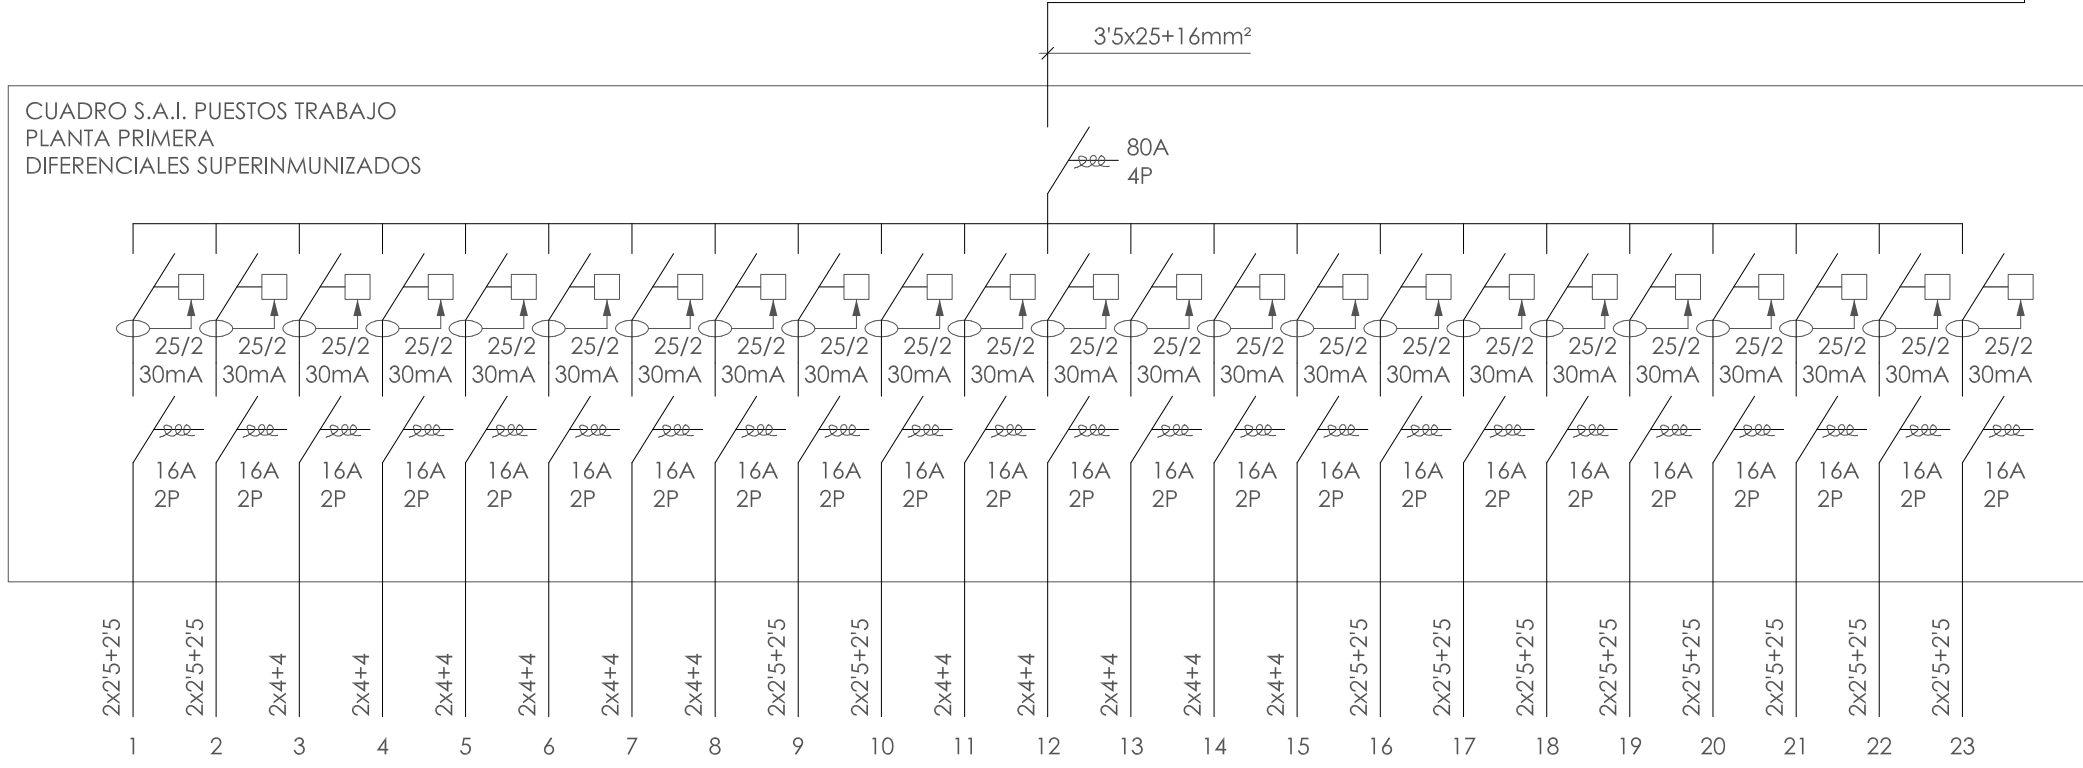 3'5x25+16mm²
CUADRO S.A.I. PUESTOS TRABAJO
PLANTA PRIMERA
DIFERENCIALES SUPERINMUNIZADOS
80A
4P
25/2 25/2 25/2 25/2 25/2 25/2 25/2 25/2 25/2 25/2 25/2 25/2 25/2 25/2 25/2 25/2 25/2 25/2 25/2 25/2 25/2 25/2 25/2
30mA 30mA 30mA 30mA 30mA 30mA 30mA 30mA 30mA 30mA 30mA 30mA 30mA 30mA 30mA 30mA 30mA 30mA 30mA 30mA 30mA 30mA 30mA
16A 16A 16A 16A 16A 16A 16A 16A 16A 16A 16A 16A 16A 16A 16A 16A 16A 16A 16A 16A 16A 16A 16A
2P 2P 2P 2P 2P 2P 2P 2P 2P 2P 2P 2P 2P 2P 2P 2P 2P 2P 2P 2P 2P 2P 2P
2x2'5+2'5
2x2'5+2'5
2x4+4
2x4+4
2x4+4
2x4+4
2x4+4
2x4+4
2x2'5+2'5
2x2'5+2'5
2x4+4
2x4+4
2x4+4
2x4+4
2x4+4
2x2'5+2'5
2x2'5+2'5
2x2'5+2'5
2x2'5+2'5
2x2'5+2'5
2x2'5+2'5
2x2'5+2'5
2x2'5+2'5
1 2 3 4 5 6 7 8 9 10 11 12 13 14 15 16 17 18 19 20 21 22 23